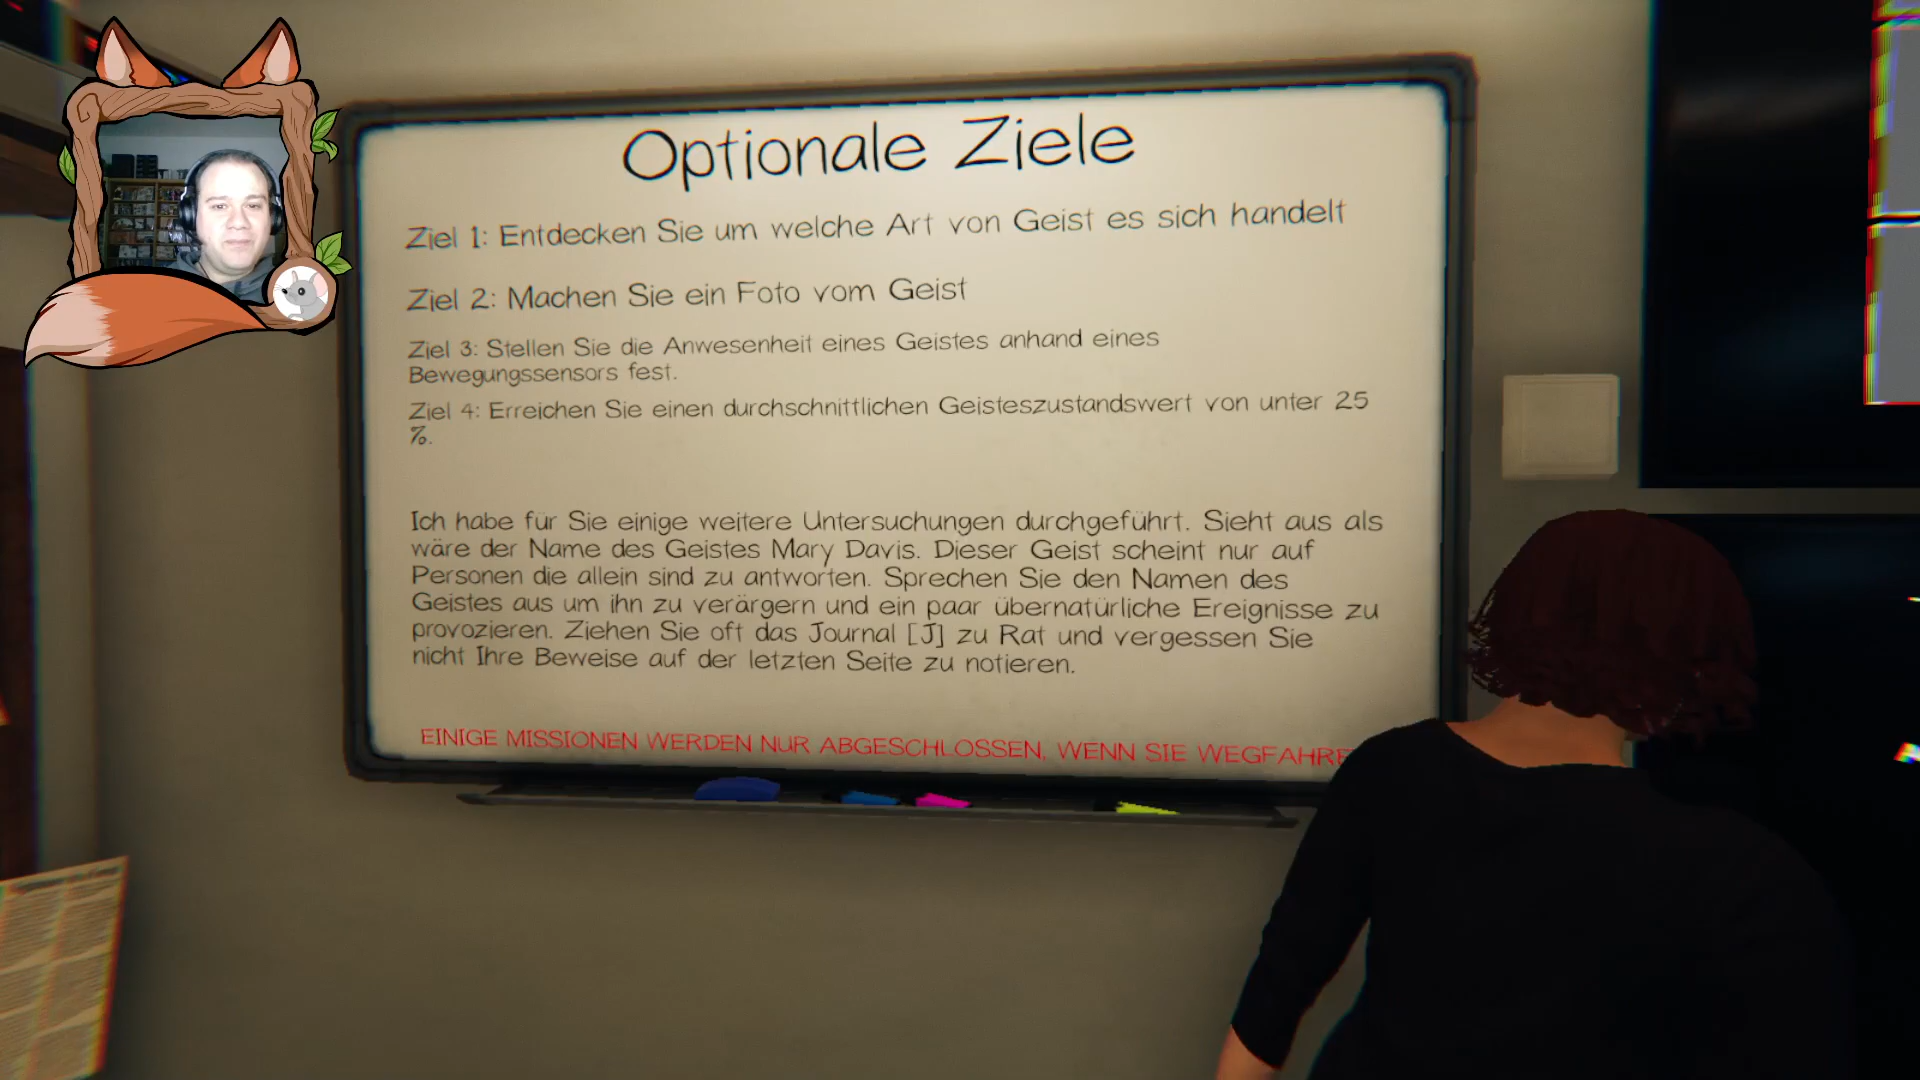 Optionale Ziele
Ziel 1: Entdecken Sie um welche Art von Geist es sich handelt
Ziel 2: Machen Sie ein Foto vom Geist
Ziel 3: Stellen Sie die Anwesenheit eines Geistes anhand eines
Bewegungssensors fest.
Ziel 4: Erreichen Sie einen durchschnittlichen Geisteszustandswert von unter 25
%.
Ich habe für Sie einige weitere Untersuchungen durchgeführt. Sieht aus als
wäre der Name des Geistes Mary Davis. Dieser Geist scheint nur auf
Personen die allein sind zu antworten. Sprechen Sie den Namen des
Geistes aus um ihn zu verärgern und ein paar übernatürliche Ereignisse zu
provozieren. Ziehen Sie oft das Journal [J] zu Rat und vergessen Sie
nicht Ihre Beweise auf der letzten Seite zu notieren.
EINIGE MISSIONEN WERDEN NUR ABGESCHLOSSEN, WENN SIE WEGFAHRE